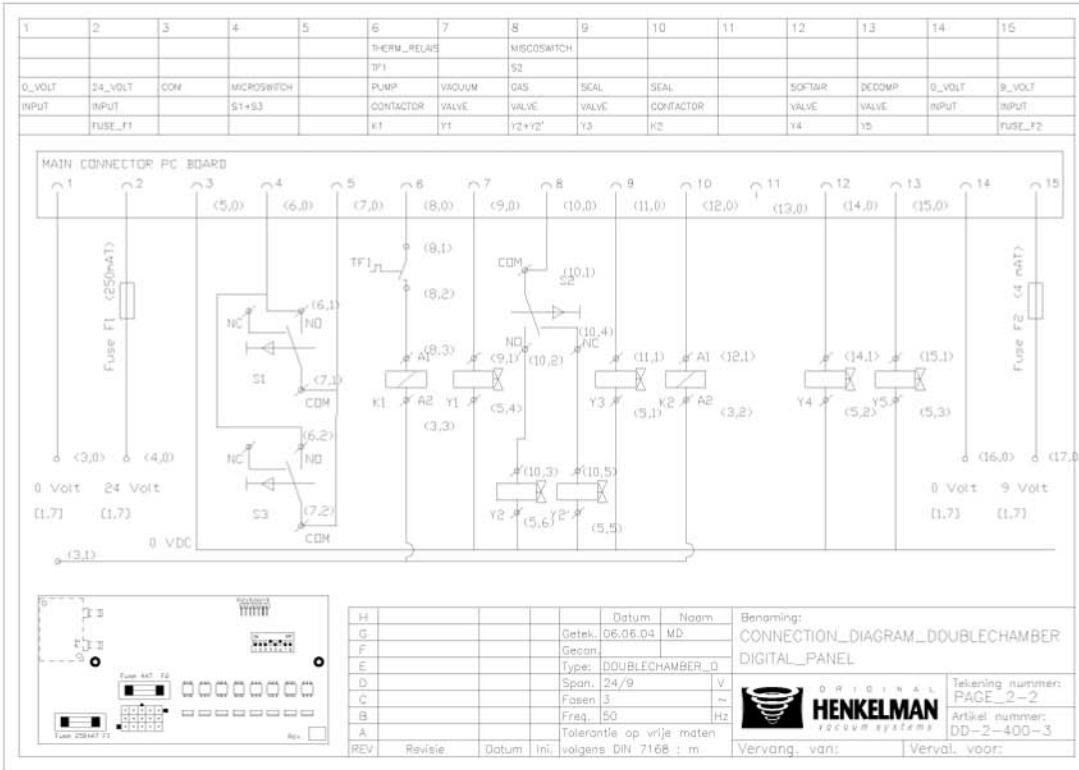 1 2 3 4 5 6 7 8 9 10 11 12 13 14 15
THERM_RELAIS MISCOSWITCH
TF1 S2
0_VOLT 24_VOLT COM MICROSWITCH PUMP VACUUM GAS SEAL SEAL SOFTAIR DECOMP 0_VOLT 9_VOLT
INPUT INPUT S1+S3 CONTACTOR VALVE VALVE VALVE CONTACTOR VALVE VALVE INPUT INPUT
FUSE_F1 K1 Y1 Y2+Y2' Y3 K2 Y4 Y5 FUSE_F2
MAIN CONNECTOR PC BOARD
1 2 3 4 5 6 7 8 9 10 11 12 13 14 15
(5,0) (6,0) (7,0) (8,0) (9,0) (10,0) (11,0) (12,0) (13,0) (14,0) (15,0)
Fuse F1 (250mAT)
Fuse F2 (4 mAT)
TF1 (8,1) COM (10,1)
S2
(8,2)
(6,1)
NC NO
(10,4)
NO (10,2) NC
S1
(8,3) A1 (9,1) (11,1) A1 (12,1) (14,1) (15,1)
(7,1)
COM
K1 A2 Y1 (5,4) Y3 (5,1) K2 A2 Y4 (5,2) Y5 (5,3)
(3,3) (3,2)
(6,2)
NC NO
(3,0) (4,0) (16,0) (17,0)
(10,3) (10,5)
0 Volt 24 Volt 0 Volt 9 Volt
[1.7] [1.7] [1.7] [1.7]
S3 (7,2)
COM
Y2 (5,6) Y2' (5,5)
0 VDC
(3,1)
Fuse 4AT F2
Fuse 250mAT F1
Rev.
H Datum Naam
G Getek. 06.06.04 MD
F Gecon.
E Type: DOUBLECHAMBER_D
D Span. 24/9 V
C Fasen 3 ~
B Freq. 50 Hz
A Tolerantie op vrije maten
REV Revisie Datum Ini. volgens DIN 7168 : m
Benaming:
CONNECTION_DIAGRAM_DOUBLECHAMBER
DIGITAL_PANEL
ORIGINAL
HENKELMAN
vacuum systems
Tekening nummer:
PAGE_2-2
Artikel nummer:
DD-2-400-3
Vervang. van: Verval. voor: